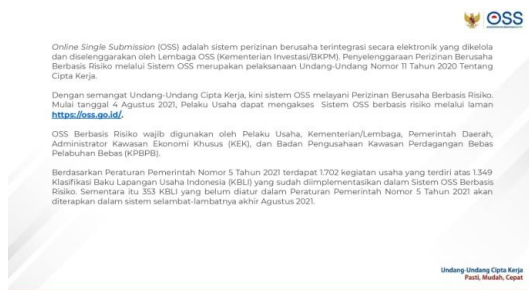 OSS
Online Single Submission (OSS) adalah sistem perizinan berusaha terintegrasi secara elektronik yang dikelola
dan diselenggarakan oleh Lembaga OSS (Kementerian Investasi/BKPM). Penyelenggaraan Perizinan Berusaha
Berbasis Risiko melalui Sistem OSS merupakan pelaksanaan Undang-Undang Nomor 11 Tahun 2020 Tentang
Cipta Kerja.
Dengan semangat Undang-Undang Cipta Kerja, kini sistem OSS melayani Perizinan Berusaha Berbasis Risiko.
Mulai tanggal 4 Agustus 2021, Pelaku Usaha dapat mengakses Sistem OSS berbasis risiko melalui laman
https://oss.go.id/.
OSS Berbasis Risiko wajib digunakan oleh Pelaku Usaha, Kementerian/Lembaga, Pemerintah Daerah,
Administrator Kawasan Ekonomi Khusus (KEK), dan Badan Pengusahaan Kawasan Perdagangan Bebas
Pelabuhan Bebas (KPBPB).
Berdasarkan Peraturan Pemerintah Nomor 5 Tahun 2021 terdapat 1.702 kegiatan usaha yang terdiri atas 1.349
Klasifikasi Baku Lapangan Usaha Indonesia (KBLI) yang sudah diimplementasikan dalam Sistem OSS Berbasis
Risiko. Sementara itu 353 KBLI yang belum diatur dalam Peraturan Pemerintah Nomor 5 Tahun 2021 akan
diterapkan dalam sistem selambat-lambatnya akhir Agustus 2021.
Undang-Undang Cipta Kerja
Pasti, Mudah, Cepat